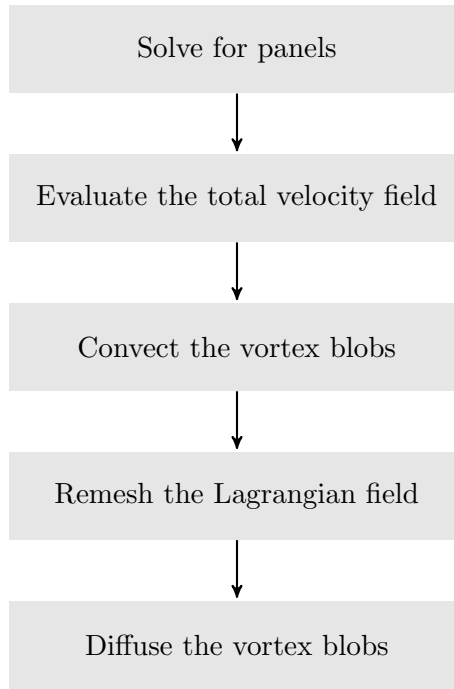 Solve for panels
Evaluate the total velocity field
Convect the vortex blobs
Remesh the Lagrangian field
Diffuse the vortex blobs